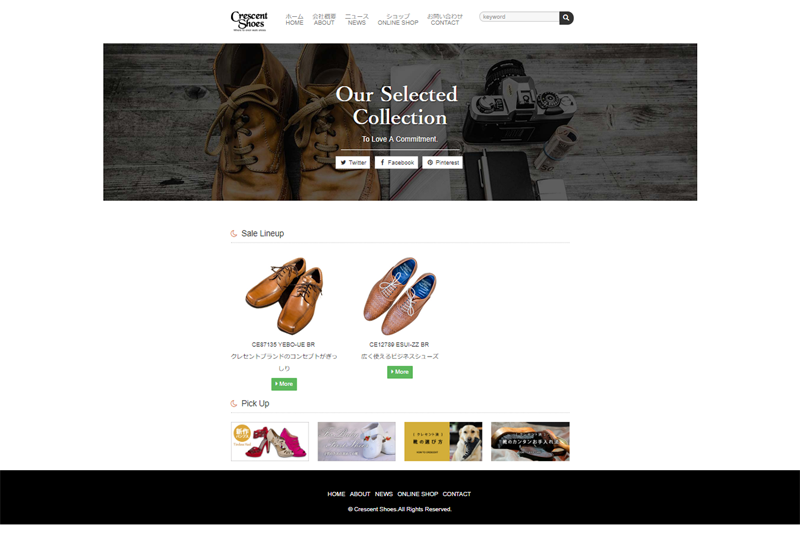 Crescent
Shoes
ホーム 会社概要 ニュース ショップ お問い合わせ
HOME ABOUT NEWS ONLINE SHOP CONTACT
keyword
Our Selected
Collection
To Love A Commitment.
Twitter Facebook Pinterest
Sale Lineup
CE87135 YEBO-UE BR
クレセントブランドのコンセプトがぎっ
しり
More
CE12789 ESUI-ZZ BR
広く使えるビジネスシューズ
More
Pick Up
新作
靴の選び方
靴のカンタンお手入れ
HOME ABOUT NEWS ONLINE SHOP CONTACT
© Crescent Shoes.All Rights Reserved.